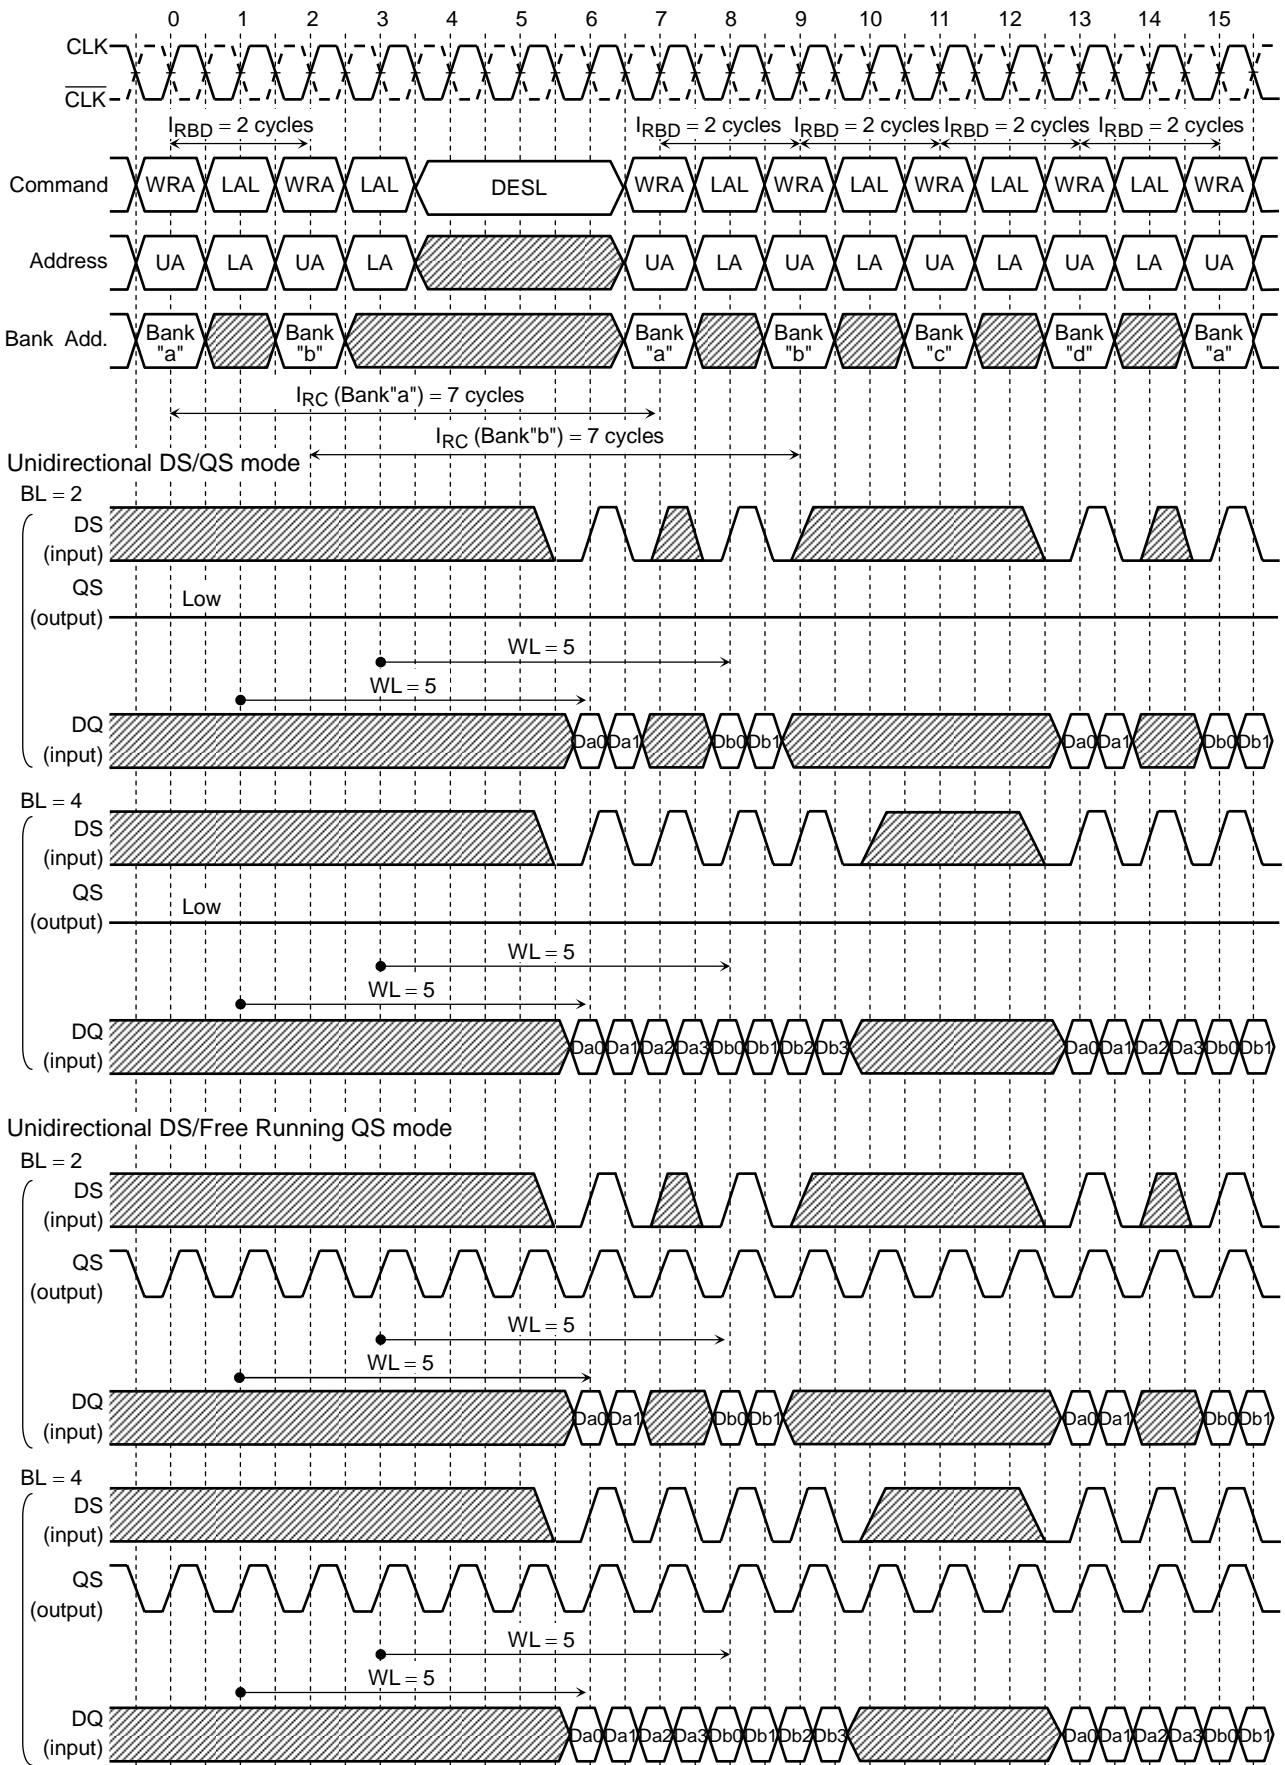 0 1 2 3 4 5 6 7 8 9 10 11 12 13 14 15
CLK
CLK
IRBD = 2 cycles IRBD = 2 cycles IRBD = 2 cycles IRBD = 2 cycles IRBD = 2 cycles
Command WRA LAL WRA LAL DESL WRA LAL WRA LAL WRA LAL WRA LAL WRA
Address UA LA UA LA UA LA UA LA UA LA UA LA UA
Bank Add. Bank "a" Bank "b" Bank "a" Bank "b" Bank "c" Bank "d" Bank "a"
IRC (Bank"a") = 7 cycles
IRC (Bank"b") = 7 cycles
Unidirectional DS/QS mode
BL = 2
DS
(input)
QS
(output)
Low
WL = 5
WL = 5
DQ
(input)
Da0 Da1 Db0 Db1 Da0 Da1 Db0 Db1
BL = 4
DS
(input)
QS
(output)
Low
WL = 5
WL = 5
DQ
(input)
Da0 Da1 Da2 Da3 Db0 Db1 Db2 Db3 Da0 Da1 Da2 Da3 Db0 Db1
Unidirectional DS/Free Running QS mode
BL = 2
DS
(input)
QS
(output)
WL = 5
WL = 5
DQ
(input)
Da0 Da1 Db0 Db1 Da0 Da1 Db0 Db1
BL = 4
DS
(input)
QS
(output)
WL = 5
WL = 5
DQ
(input)
Da0 Da1 Da2 Da3 Db0 Db1 Db2 Db3 Da0 Da1 Da2 Da3 Db0 Db1